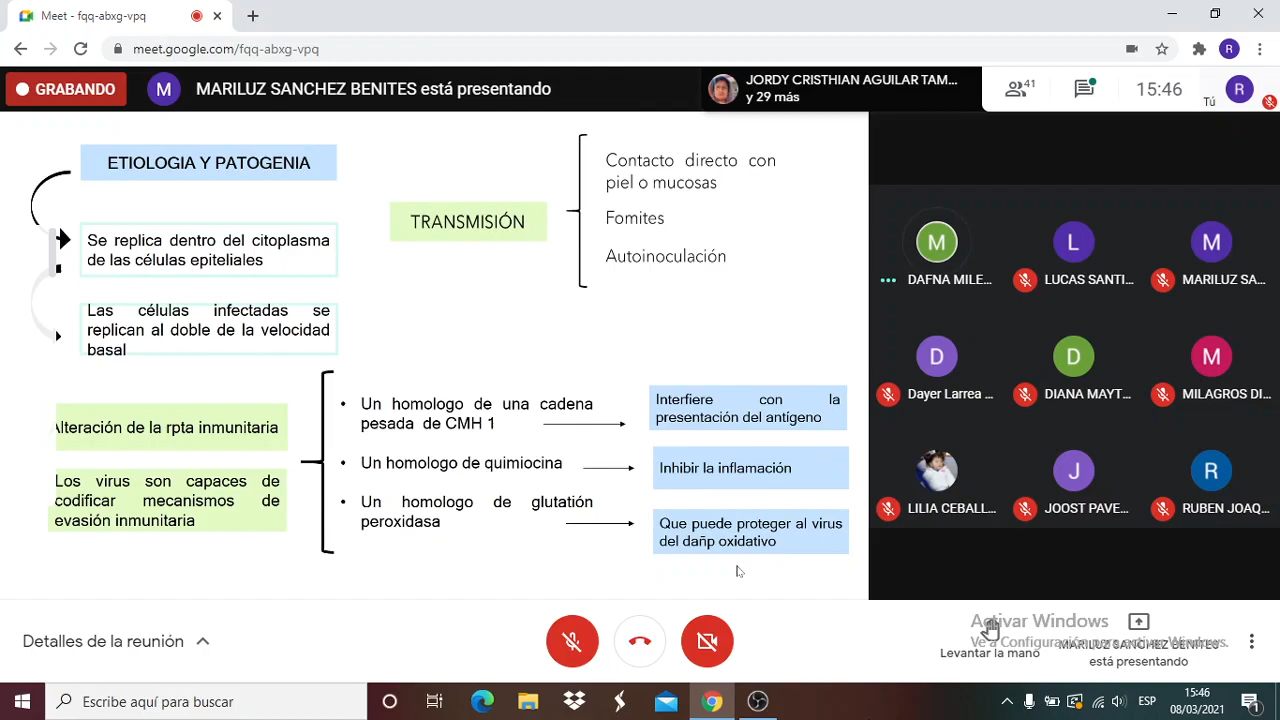 Meet - fqq-abxg-vpq
meet.google.com/fqq-abxg-vpq
R
GRABANDO
M
MARILUZ SANCHEZ BENITES está presentando
JORDY CRISTHIAN AGUILAR TAM...
y 29 más
41
15:46
Tú
R
ETIOLOGIA Y PATOGENIA
Se replica dentro del citoplasma
de las células epiteliales
Las células infectadas se
replican al doble de la velocidad
basal
TRANSMISIÓN
Contacto directo con
piel o mucosas
Fomites
Autoinoculación
Alteración de la rpta inmunitaria
Los virus son capaces de
codificar mecanismos de
evasión inmunitaria
• Un homologo de una cadena
pesada de CMH 1
• Un homologo de quimiocina
• Un homologo de glutatión
peroxidasa
Interfiere con la
presentación del antígeno
Inhibir la inflamación
Que puede proteger al virus
del dañp oxidativo
M
DAFNA MILE...
L
LUCAS SANTI...
M
MARILUZ SA...
D
Dayer Larrea ...
D
DIANA MAYT...
M
MILAGROS DI...
LILIA CEBALL...
J
JOOST PAVE...
R
RUBEN JOAQ...
Detalles de la reunión
Activar Windows
Ve a Configuración para activar Windows.
Levantar la mano
MARILUZ SANCHEZ BENITES
está presentando
Escribe aquí para buscar
ESP
15:46
08/03/2021
1